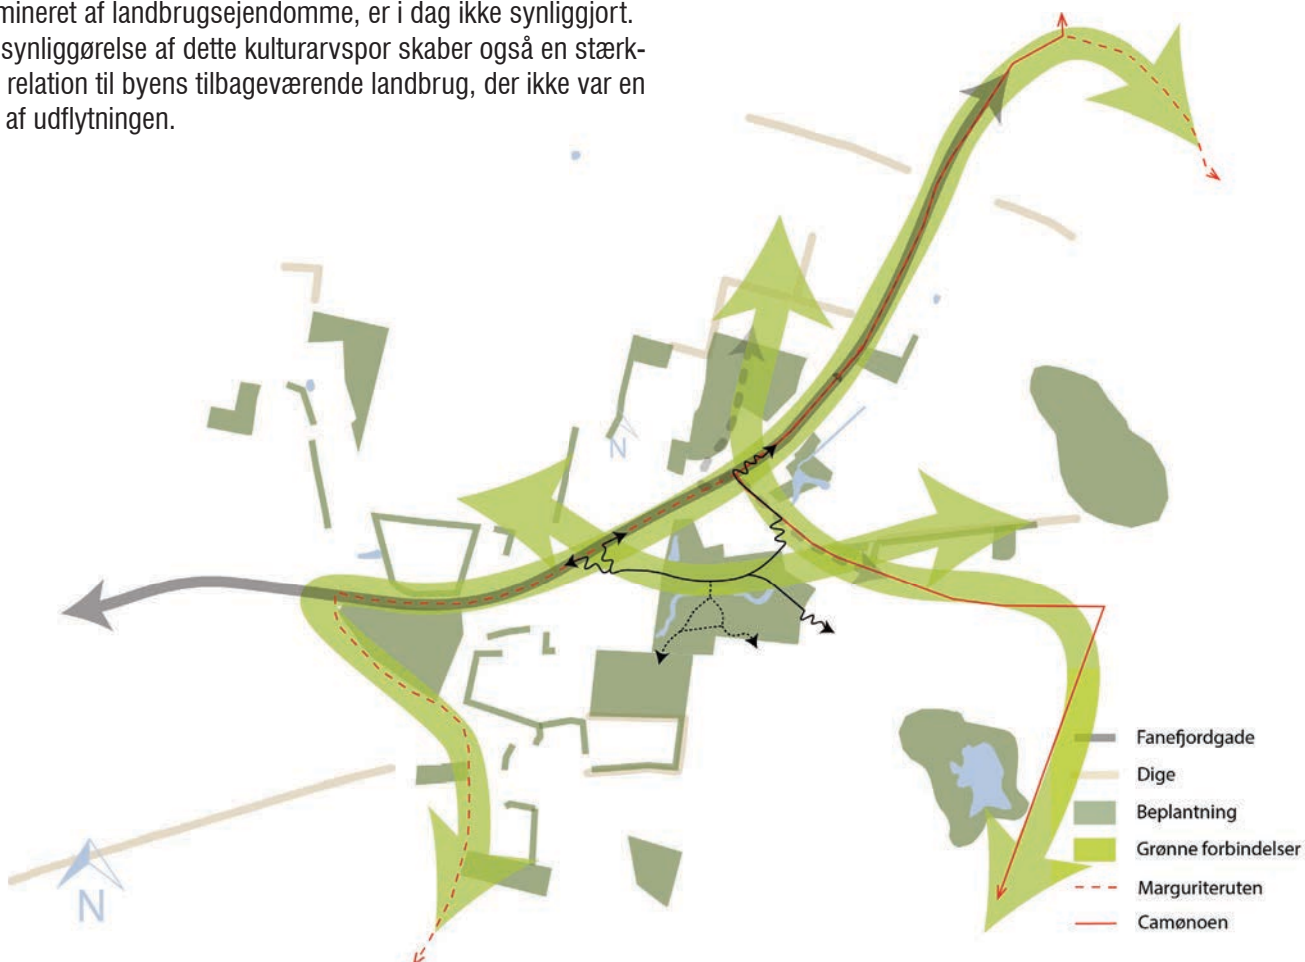 mineret af landbrugsejendomme, er i dag ikke synliggjort.
synliggørelse af dette kulturarvspor skaber også en stærk-
relation til byens tilbageværende landbrug, der ikke var en
af udflytningen.
N
N
Fanefjordgade
Dige
Beplantning
Grønne forbindelser
Marguriteruten
Camønoen